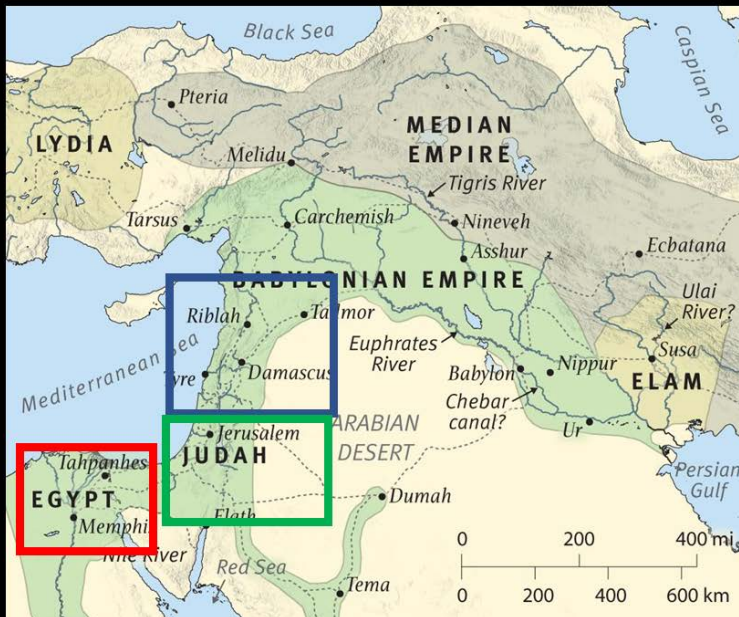 Black Sea
Caspian Sea
Pteria
LYDIA
MEDIAN
EMPIRE
Melidu
Tigris River
Tarsus
Carchemish
Nineveh
Asshur
Ecbatana
BABYLONIAN EMPIRE
Ulai
River?
Riblah
Tadmor
Euphrates
River
Mediterranean Sea
Tyre
Damascus
Babylon
Nippur
Susa
ELAM
Chebar
canal?
Ur
Jerusalem
JUDAH
ARABIAN
DESERT
Tahpanhes
EGYPT
Memphis
Dumah
Persian
Gulf
Elath
Nile River
Red Sea
Tema
0 200 400 mi
0 200 400 600 km